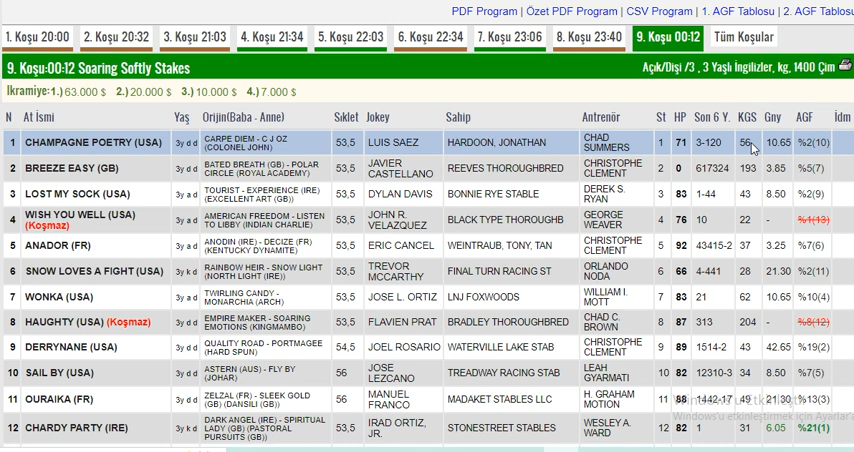 PDF Program | Özet PDF Program | CSV Program | 1. AGF Tablosu | 2. AGF Tablosu
1. Koşu 20:00 2. Koşu 20:32 3. Koşu 21:03 4. Koşu 21:34 5. Koşu 22:03 6. Koşu 22:34 7. Koşu 23:06 8. Koşu 23:40 9. Koşu 00:12 Tüm Koşular
9. Koşu:00:12 Soaring Softly Stakes Açık/Dişi /3 , 3 Yaşlı İngilizler, kg, 1400 Çim
Ikramiye:1.) 63.000 $ 2.) 20.000 $ 3.) 10.000 $ 4.) 7.000 $
N At İsmi Yaş Orijin(Baba - Anne) Sıklet Jokey Sahip Antrenör St HP Son 6 Y. KGS Gny AGF İdm
1 CHAMPAGNE POETRY (USA) 3y d d CARPE DIEM - C J OZ (COLONEL JOHN) 53,5 LUIS SAEZ HARDOON, JONATHAN CHAD SUMMERS 1 71 3-120 56 10.65 %2(10)
2 BREEZE EASY (GB) 3y d d BATED BREATH (GB) - POLAR CIRCLE (ROYAL ACADEMY) 53,5 JAVIER CASTELLANO REEVES THOROUGHBRED CHRISTOPHE CLEMENT 2 0 617324 193 3.85 %5(7)
3 LOST MY SOCK (USA) 3y a d TOURIST - EXPERIENCE (IRE) (EXCELLENT ART (GB)) 53,5 DYLAN DAVIS BONNIE RYE STABLE DEREK S. RYAN 3 83 1-44 43 8.50 %2(9)
4 WISH YOU WELL (USA) (Koşmaz) 3y a d AMERICAN FREEDOM - LISTEN TO LIBBY (INDIAN CHARLIE) 53,5 JOHN R. VELAZQUEZ BLACK TYPE THOROUGHB GEORGE WEAVER 4 76 10 22 - %1(13)
5 ANADOR (FR) 3y a d ANODIN (IRE) - DECIZE (FR) (KENTUCKY DYNAMITE) 53,5 ERIC CANCEL WEINTRAUB, TONY, TAN CHRISTOPHE CLEMENT 5 92 43415-2 37 3.25 %7(6)
6 SNOW LOVES A FIGHT (USA) 3y k d RAINBOW HEIR - SNOW LIGHT (NORTH LIGHT (IRE)) 53,5 TREVOR MCCARTHY FINAL TURN RACING ST ORLANDO NODA 6 66 4-441 28 21.30 %2(11)
7 WONKA (USA) 3y a d TWIRLING CANDY - MONARCHIA (ARCH) 53,5 JOSE L. ORTIZ LNJ FOXWOODS WILLIAM I. MOTT 7 83 21 62 10.65 %10(4)
8 HAUGHTY (USA) (Koşmaz) 3y d d EMPIRE MAKER - SOARING EMOTIONS (KINGMAMBO) 53,5 FLAVIEN PRAT BRADLEY THOROUGHBRED CHAD C. BROWN 8 87 313 204 - %8(12)
9 DERRYNANE (USA) 3y d d QUALITY ROAD - PORTMAGEE (HARD SPUN) 54,5 JOEL ROSARIO WATERVILLE LAKE STAB CHRISTOPHE CLEMENT 9 89 1514-2 43 42.65 %19(2)
10 SAIL BY (USA) 3y d d ASTERN (AUS) - FLY BY (JOHAR) 56 JOSE LEZCANO TREADWAY RACING STAB LEAH GYARMATI 10 82 12310-3 34 8.50 %7(5)
11 OURAIKA (FR) 3y d d ZELZAL (FR) - SLEEK GOLD (GB) (DANSILI (GB)) 56 MANUEL FRANCO MADAKET STABLES LLC H. GRAHAM MOTION 11 88 1442-17 49 21.30 %13(3)
12 CHARDY PARTY (IRE) 3y k d DARK ANGEL (IRE) - SPIRITUAL LADY (GB) (PASTORAL PURSUITS (GB)) 53,5 IRAD ORTIZ, JR. STONESTREET STABLES WESLEY A. WARD 12 82 1 31 6.05 %21(1)